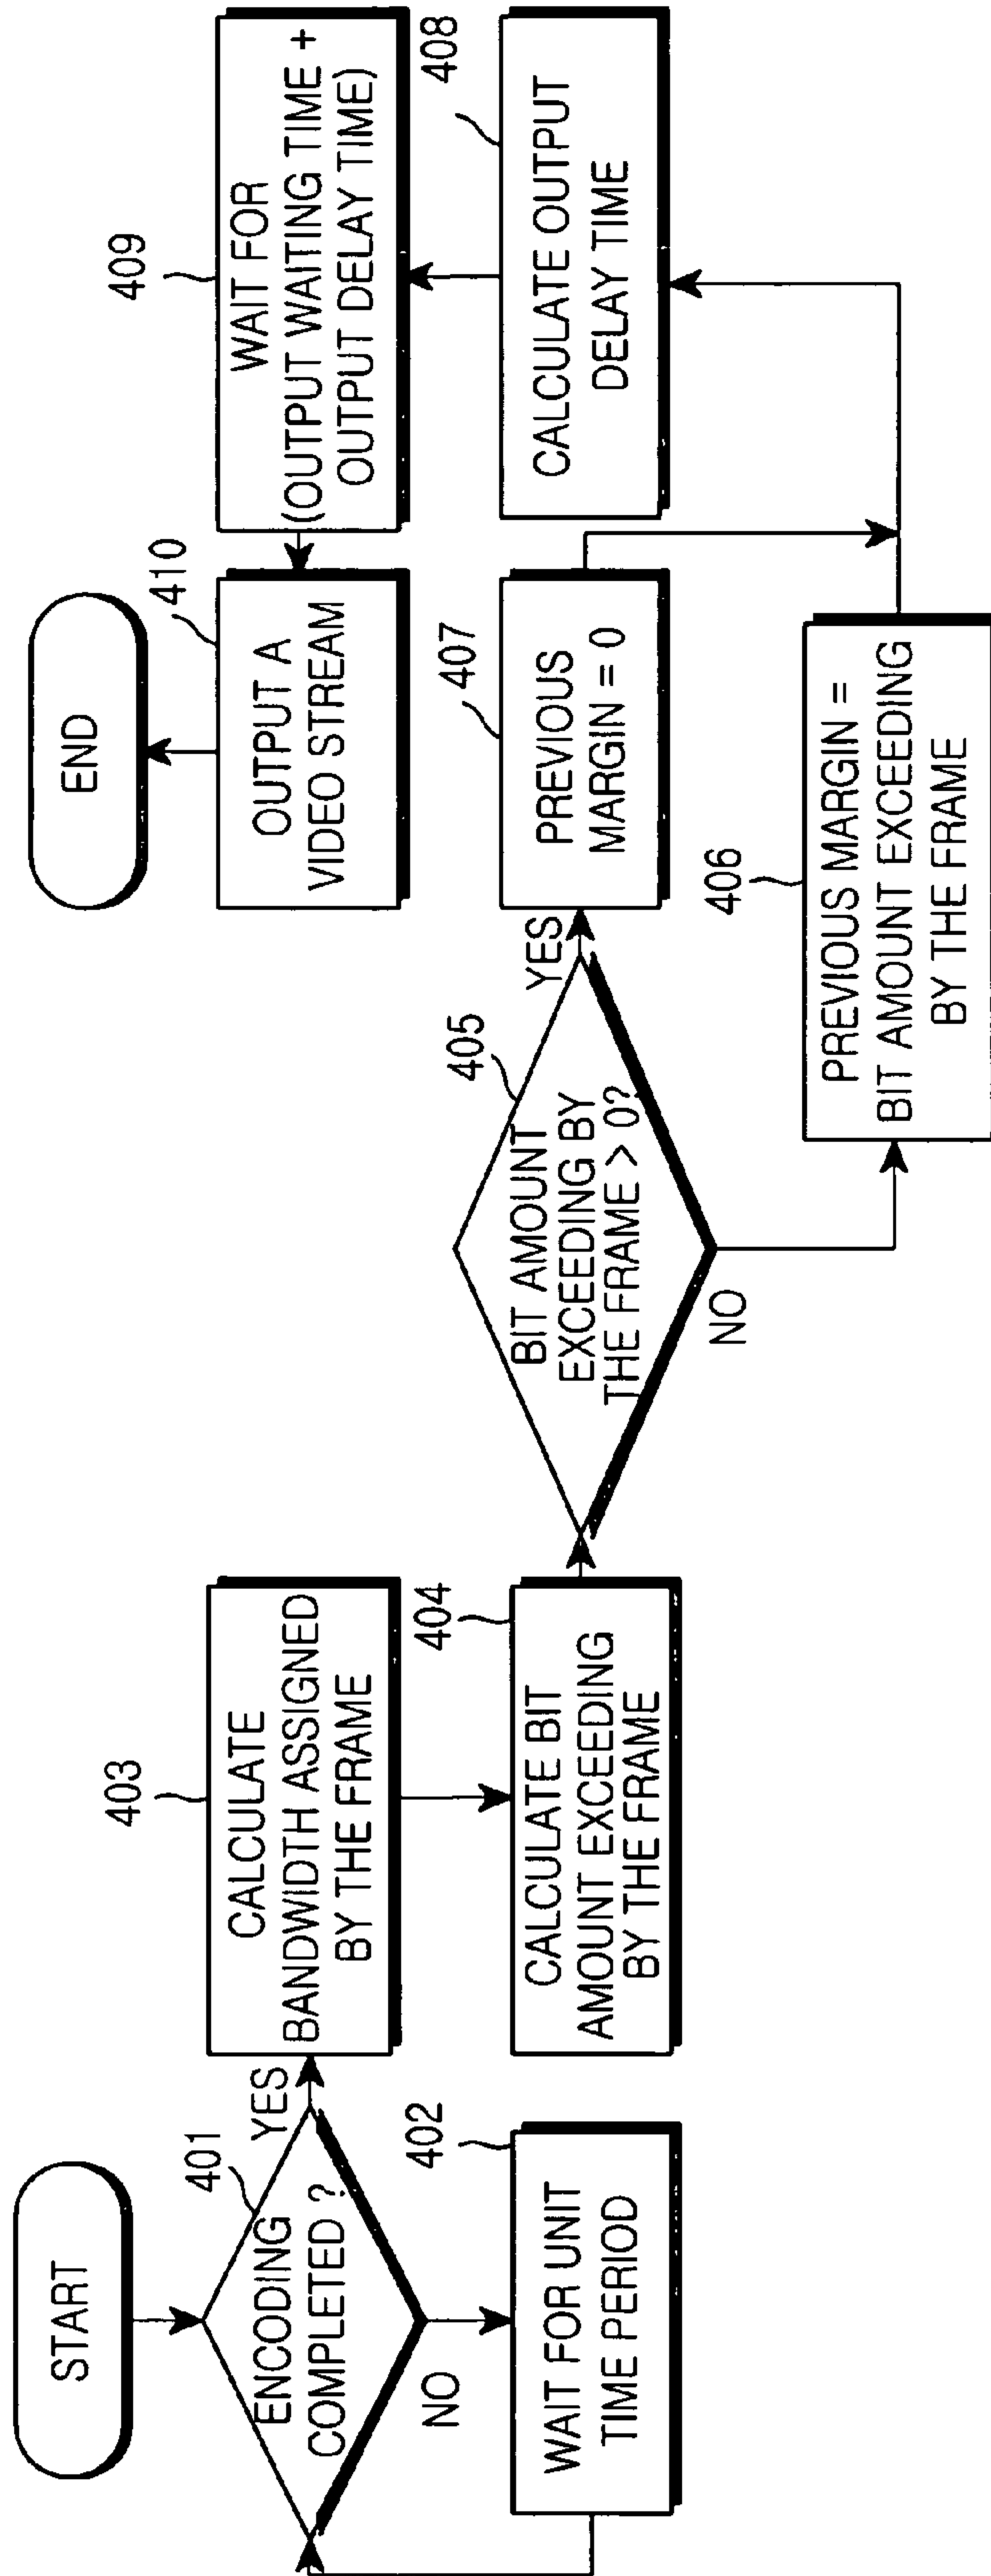 START
401
ENCODING
COMPLETED ?
YES
NO
402
WAIT FOR UNIT
TIME PERIOD
403
CALCULATE
BANDWIDTH ASSIGNED
BY THE FRAME
404
CALCULATE BIT
AMOUNT EXCEEDING
BY THE FRAME
405
BIT AMOUNT
EXCEEDING BY
THE FRAME > 0?
YES
NO
406
PREVIOUS MARGIN =
BIT AMOUNT EXCEEDING
BY THE FRAME
407
PREVIOUS
MARGIN = 0
408
CALCULATE OUTPUT
DELAY TIME
409
WAIT FOR
(OUTPUT WAITING TIME +
OUTPUT DELAY TIME)
410
OUTPUT A
VIDEO STREAM
END